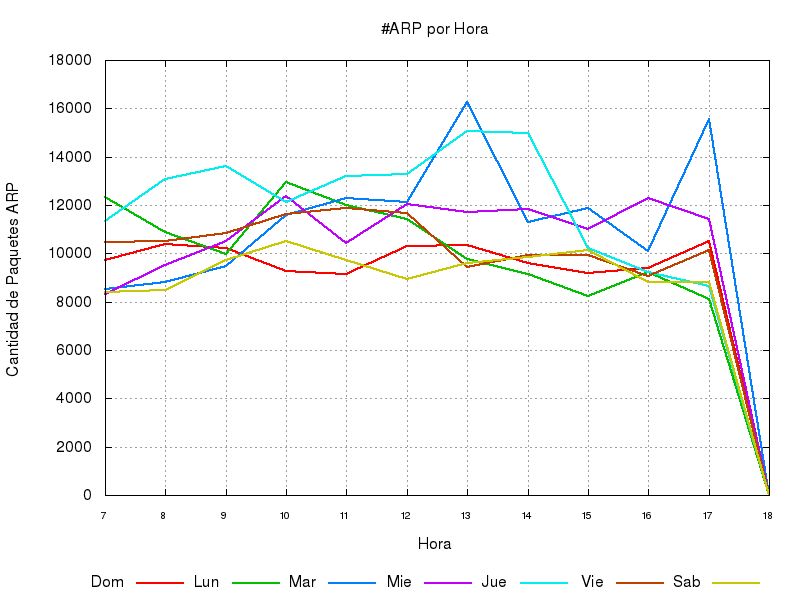 #ARP por Hora
18000
16000
14000
12000
10000
8000
6000
4000
2000
0
Cantidad de Paquetes ARP
7 8 9 10 11 12 13 14 15 16 17 18
Hora
Dom Lun Mar Mie Jue Vie Sab